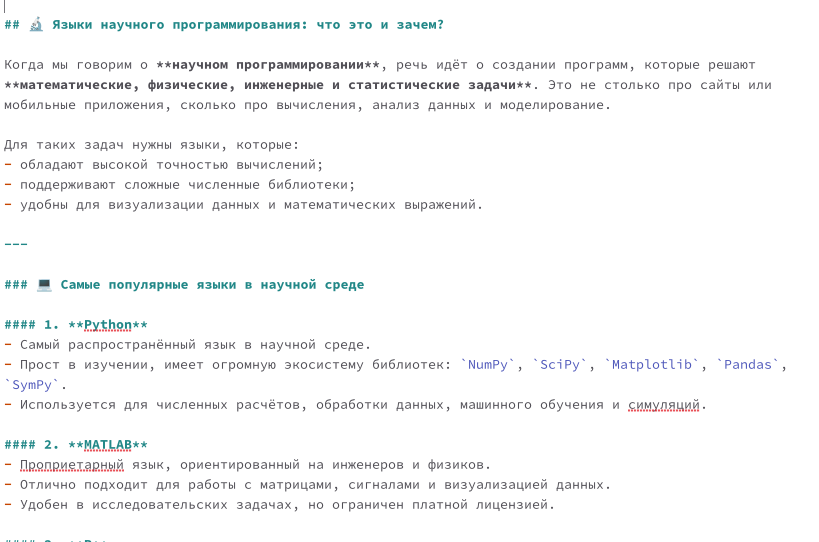 ## 🔬 Языки научного программирования: что это и зачем?
Когда мы говорим о **научном программировании**, речь идёт о создании программ, которые решают
**математические, физические, инженерные и статистические задачи**. Это не столько про сайты или
мобильные приложения, сколько про вычисления, анализ данных и моделирование.
Для таких задач нужны языки, которые:
- обладают высокой точностью вычислений;
- поддерживают сложные численные библиотеки;
- удобны для визуализации данных и математических выражений.
---
### 💻 Самые популярные языки в научной среде
#### 1. **Python**
- Самый распространённый язык в научной среде.
- Прост в изучении, имеет огромную экосистему библиотек: `NumPy`, `SciPy`, `Matplotlib`, `Pandas`,
`SymPy`.
- Используется для численных расчётов, обработки данных, машинного обучения и симуляций.
#### 2. **MATLAB**
- Проприетарный язык, ориентированный на инженеров и физиков.
- Отлично подходит для работы с матрицами, сигналами и визуализацией данных.
- Удобен в исследовательских задачах, но ограничен платной лицензией.